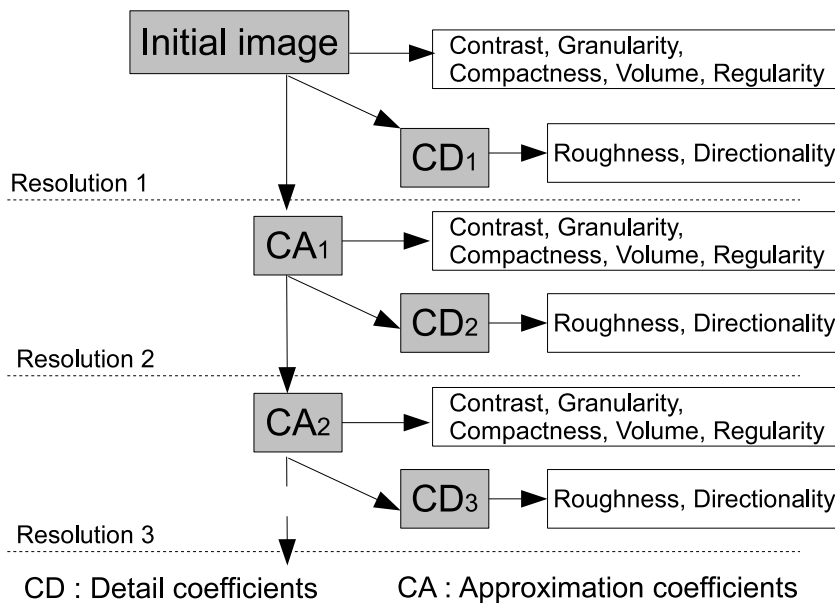 Initial image
Contrast, Granularity,
Compactness, Volume, Regularity
CD1
Roughness, Directionality
Resolution 1
CA1
Contrast, Granularity,
Compactness, Volume, Regularity
CD2
Roughness, Directionality
Resolution 2
CA2
Contrast, Granularity,
Compactness, Volume, Regularity
CD3
Roughness, Directionality
Resolution 3
CD : Detail coefficients
CA : Approximation coefficients